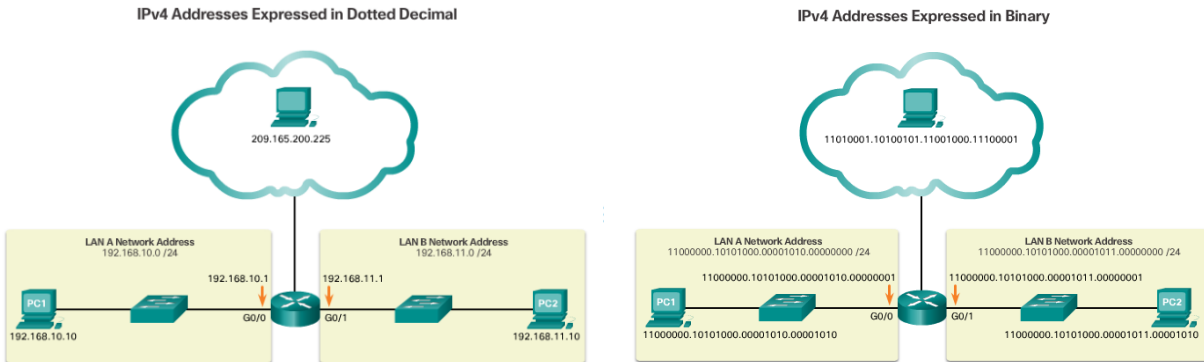 IPv4 Addresses Expressed in Dotted Decimal
209.165.200.225
LAN A Network Address
192.168.10.0 /24
LAN B Network Address
192.168.11.0 /24
192.168.10.1
192.168.11.1
PC1
PC2
G0/0
G0/1
192.168.10.10
192.168.11.10
IPv4 Addresses Expressed in Binary
11010001.10100101.11001000.11100001
LAN A Network Address
11000000.10101000.00001010.00000000 /24
LAN B Network Address
11000000.10101000.00001011.00000000 /24
11000000.10101000.00001010.00000001
11000000.10101000.00001011.00000001
PC1
PC2
G0/0
G0/1
11000000.10101000.00001010.00001010
11000000.10101000.00001011.00001010